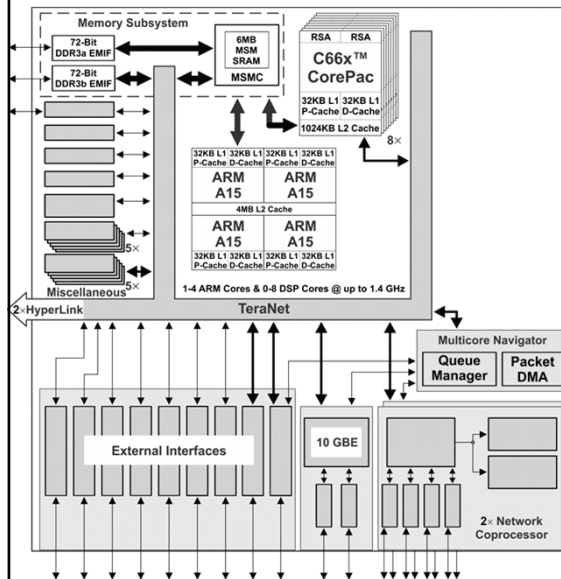 Memory Subsystem
72-Bit
DDR3a EMIF
72-Bit
DDR3b EMIF
6MB
MSM
SRAM
MSMC
RSA RSA
C66x™
CorePac
32KB L1 32KB L1
P-Cache D-Cache
1024KB L2 Cache
8×
32KB L1 32KB L1 32KB L1 32KB L1
P-Cache D-Cache P-Cache D-Cache
ARM ARM
A15 A15
4MB L2 Cache
ARM ARM
A15 A15
32KB L1 32KB L1 32KB L1 32KB L1
P-Cache D-Cache P-Cache D-Cache
5×
5×
Miscellaneous
1-4 ARM Cores & 0-8 DSP Cores @ up to 1.4 GHz
2×HyperLink
TeraNet
Multicore Navigator
Queue
Manager
Packet
DMA
External Interfaces
10 GBE
2× Network
Coprocessor